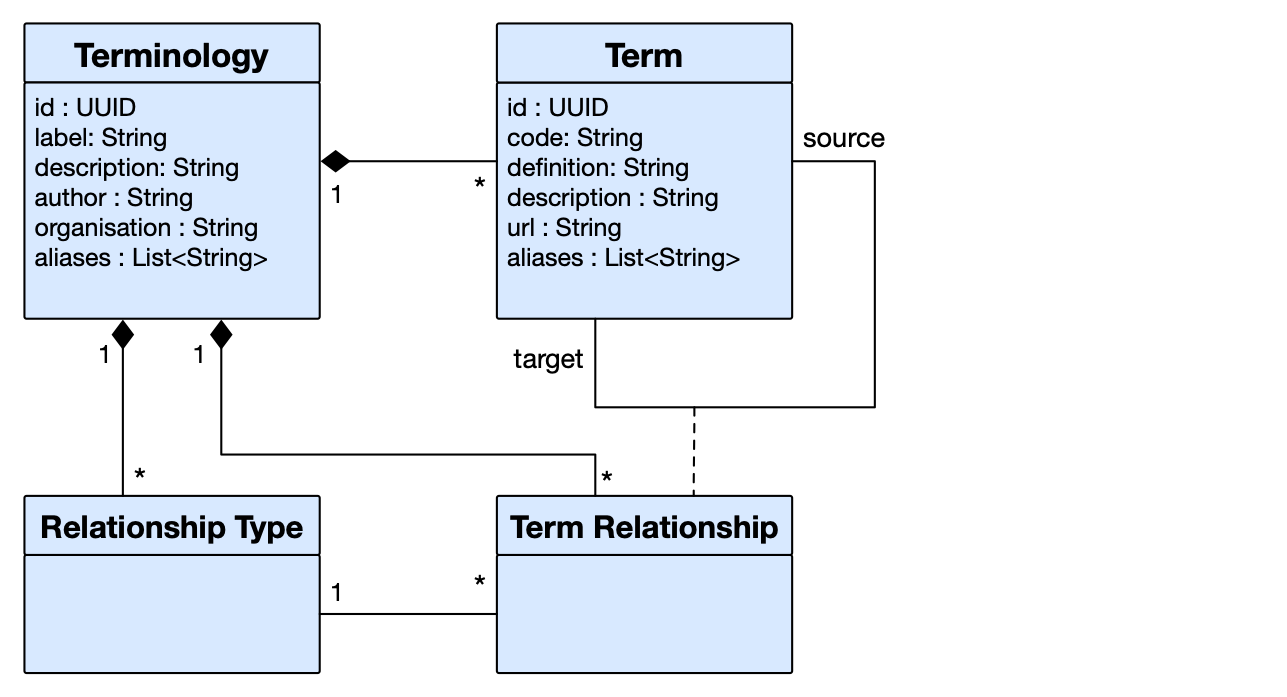 Terminology
id : UUID
label: String
description: String
author : String
organisation : String
aliases : List<String>
1
*
Term
id : UUID
code: String
definition: String
description : String
url : String
aliases : List<String>
source
target
1
1
*
*
Relationship Type
1
*
Term Relationship